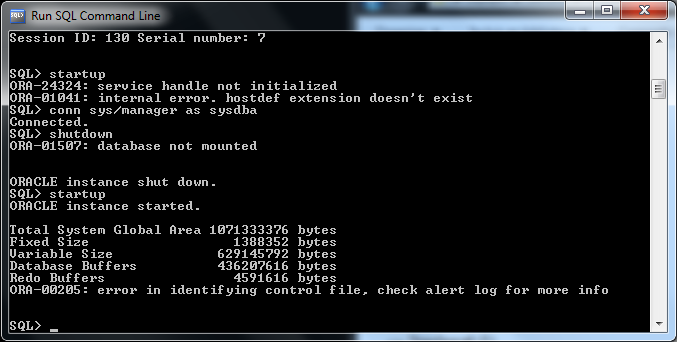 Run SQL Command Line
Session ID: 130 Serial number: 7
SQL> startup
ORA-24324: service handle not initialized
ORA-01041: internal error. hostdef extension doesn't exist
SQL> conn sys/manager as sysdba
Connected.
SQL> shutdown
ORA-01507: database not mounted
ORACLE instance shut down.
SQL> startup
ORACLE instance started.
Total System Global Area 1071333376 bytes
Fixed Size 1388352 bytes
Variable Size 629145792 bytes
Database Buffers 436207616 bytes
Redo Buffers 4591616 bytes
ORA-00205: error in identifying control file, check alert log for more info
SQL> _